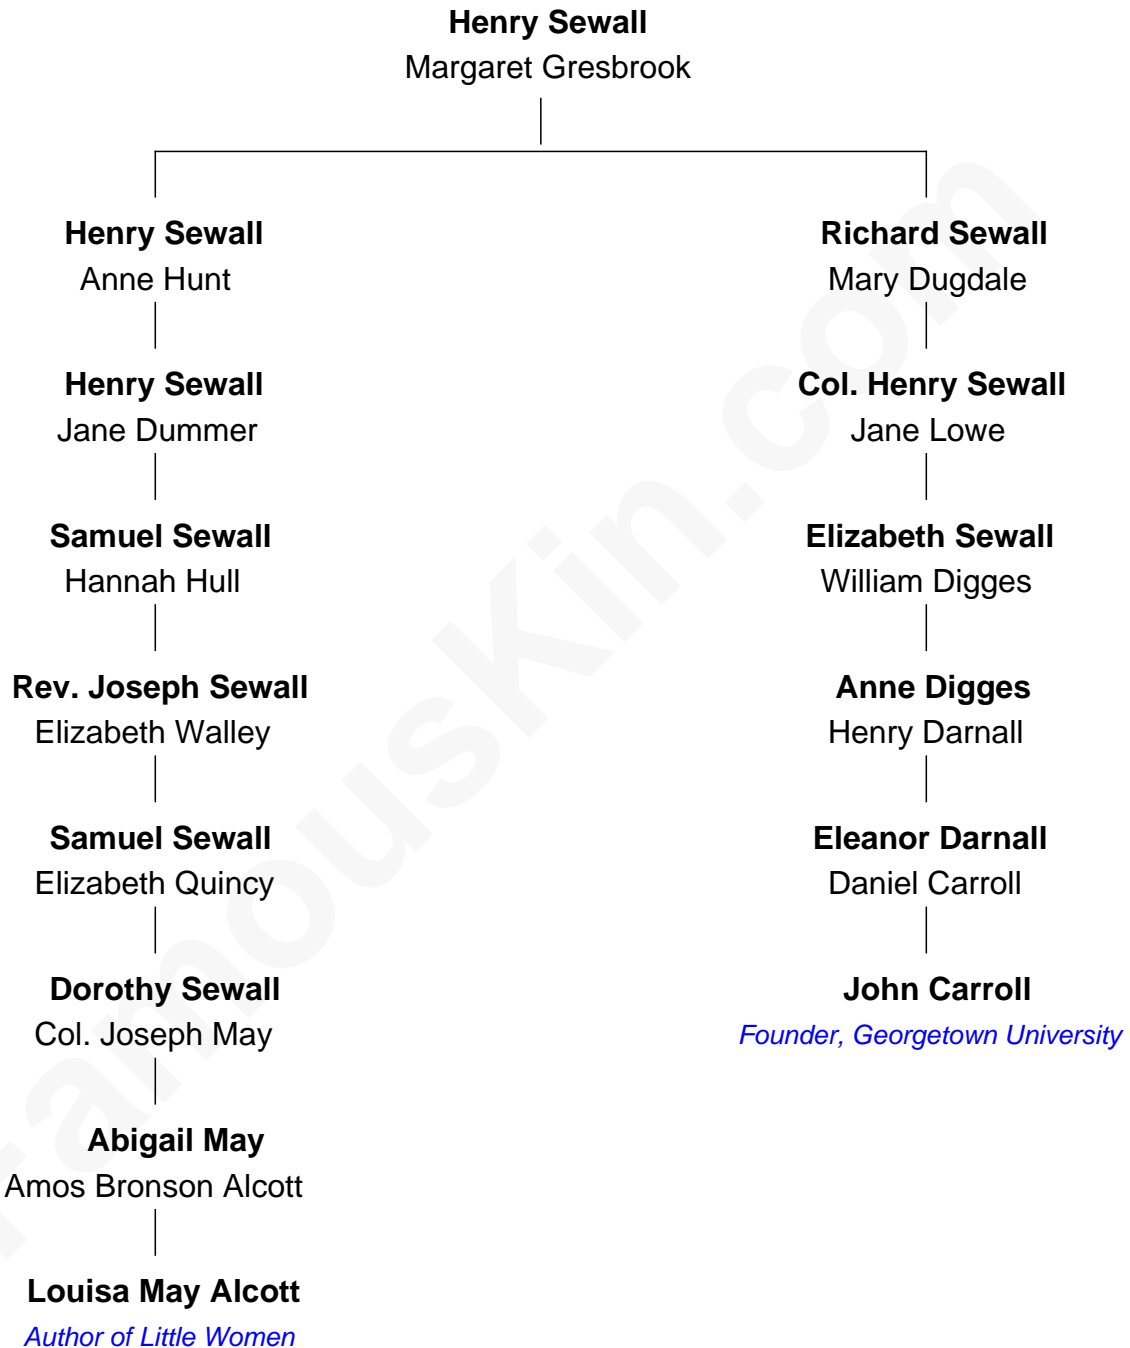 Henry Sewall
Margaret Gresbrook
Henry Sewall
Anne Hunt
Richard Sewall
Mary Dugdale
Henry Sewall
Jane Dummer
Col. Henry Sewall
Jane Lowe
Samuel Sewall
Hannah Hull
Elizabeth Sewall
William Digges
Rev. Joseph Sewall
Elizabeth Walley
Anne Digges
Henry Darnall
Samuel Sewall
Elizabeth Quincy
Eleanor Darnall
Daniel Carroll
Dorothy Sewall
Col. Joseph May
John Carroll
Founder, Georgetown University
Abigail May
Amos Bronson Alcott
Louisa May Alcott
Author of Little Women
FamousKin.com